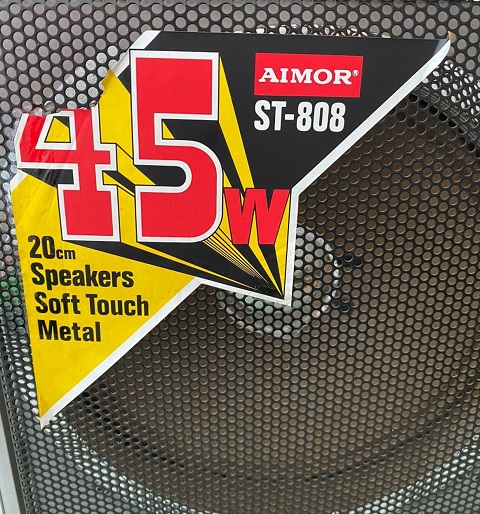 AIMOR®
ST-808
45W
20cm
Speakers
Soft Touch
Metal